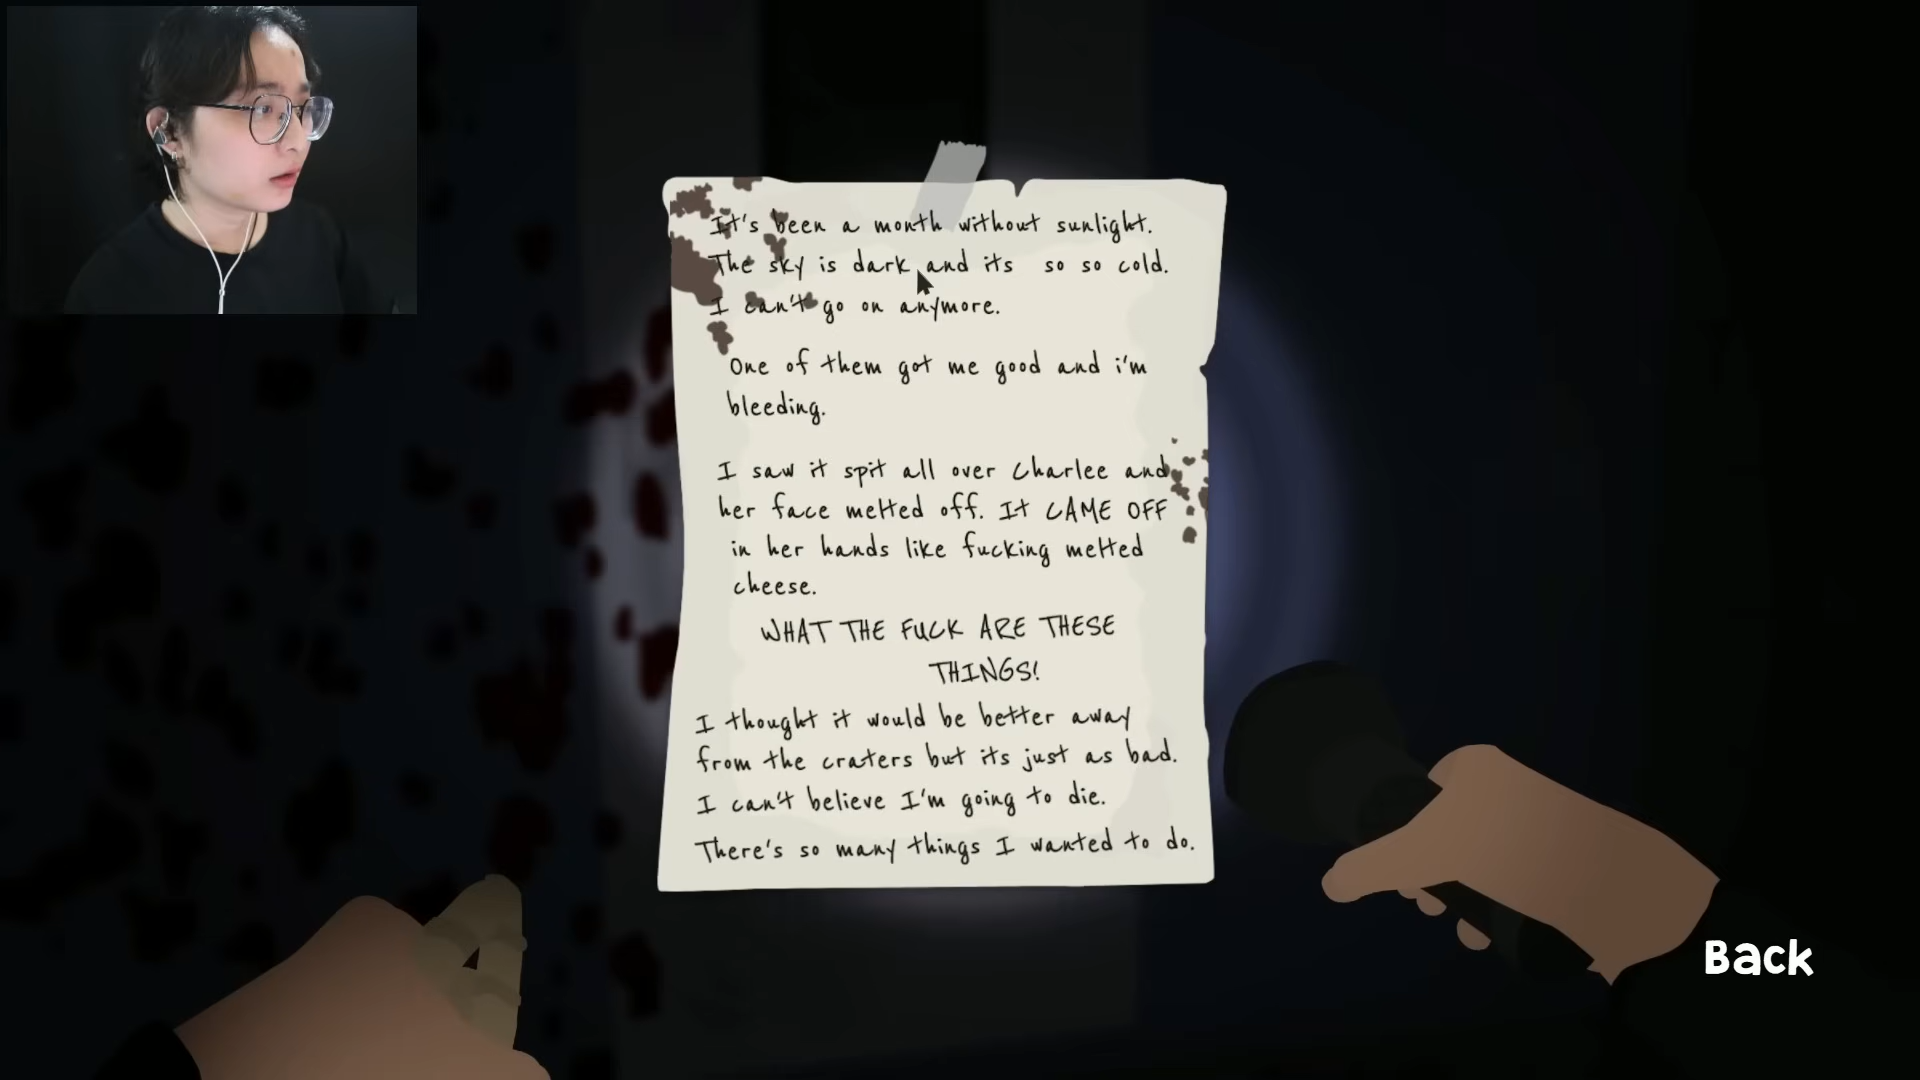 It's been a month without sunlight.
The sky is dark and its so so cold.
I can't go on anymore.
One of them got me good and i'm
bleeding.
I saw it spit all over Charlee and
her face melted off. It CAME OFF
in her hands like fucking melted
cheese.
WHAT THE FUCK ARE THESE
THINGS!
I thought it would be better away
from the craters but its just as bad.
I can't believe I'm going to die.
There's so many things I wanted to do.
Back